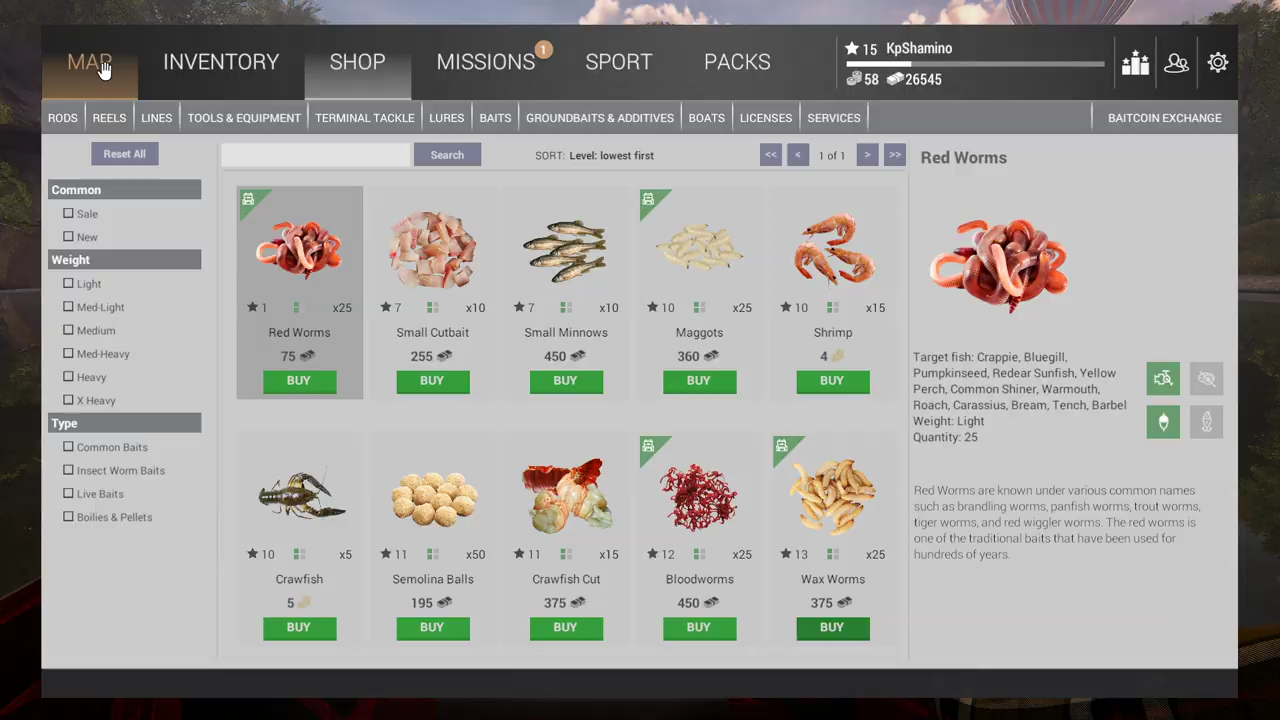 MAP INVENTORY SHOP MISSIONS 1 SPORT PACKS
15 KpShamino
58 26545
RODS REELS LINES TOOLS & EQUIPMENT TERMINAL TACKLE LURES BAITS GROUNDBAITS & ADDITIVES BOATS LICENSES SERVICES BAITCOIN EXCHANGE
Reset All
Search
SORT: Level: lowest first
<< < 1 of 1 > >>
Common
Sale
New
Weight
Light
Med-Light
Medium
Med-Heavy
Heavy
X Heavy
Type
Common Baits
Insect Worm Baits
Live Baits
Boilies & Pellets
1 x25 7 x10 7 x10 10 x25 10 x15
Red Worms Small Cutbait Small Minnows Maggots Shrimp
75 255 450 360 4
BUY BUY BUY BUY BUY
10 x5 11 x50 11 x15 12 x25 13 x25
Crawfish Semolina Balls Crawfish Cut Bloodworms Wax Worms
5 195 375 450 375
BUY BUY BUY BUY BUY
Red Worms
Target fish: Crappie, Bluegill,
Pumpkinseed, Redear Sunfish, Yellow
Perch, Common Shiner, Warmouth,
Roach, Carassius, Bream, Tench, Barbel
Weight: Light
Quantity: 25
Red Worms are known under various common names
such as brandling worms, panfish worms, trout worms,
tiger worms, and red wiggler worms. The red worms is
one of the traditional baits that have been used for
hundreds of years.